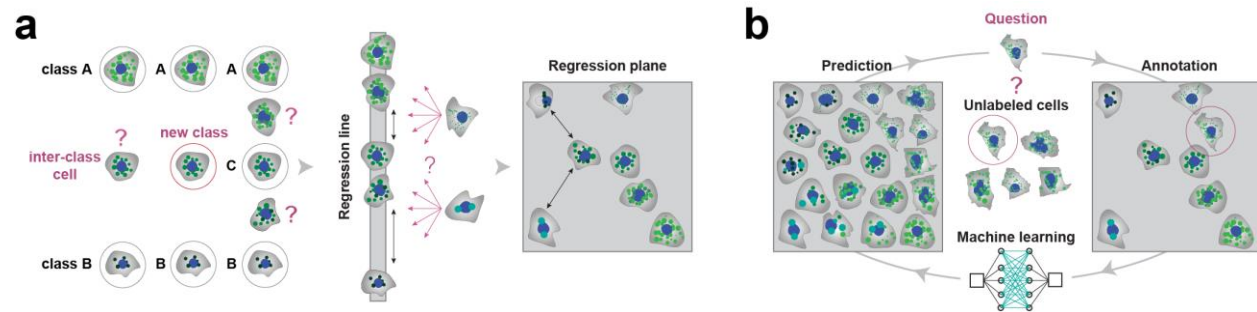 a
class A
A
A
?
new class
?
inter-class
cell
C
?
class B
B
B
Regression line
?
Regression plane
b
Question
?
Prediction
Unlabeled cells
Annotation
Machine learning